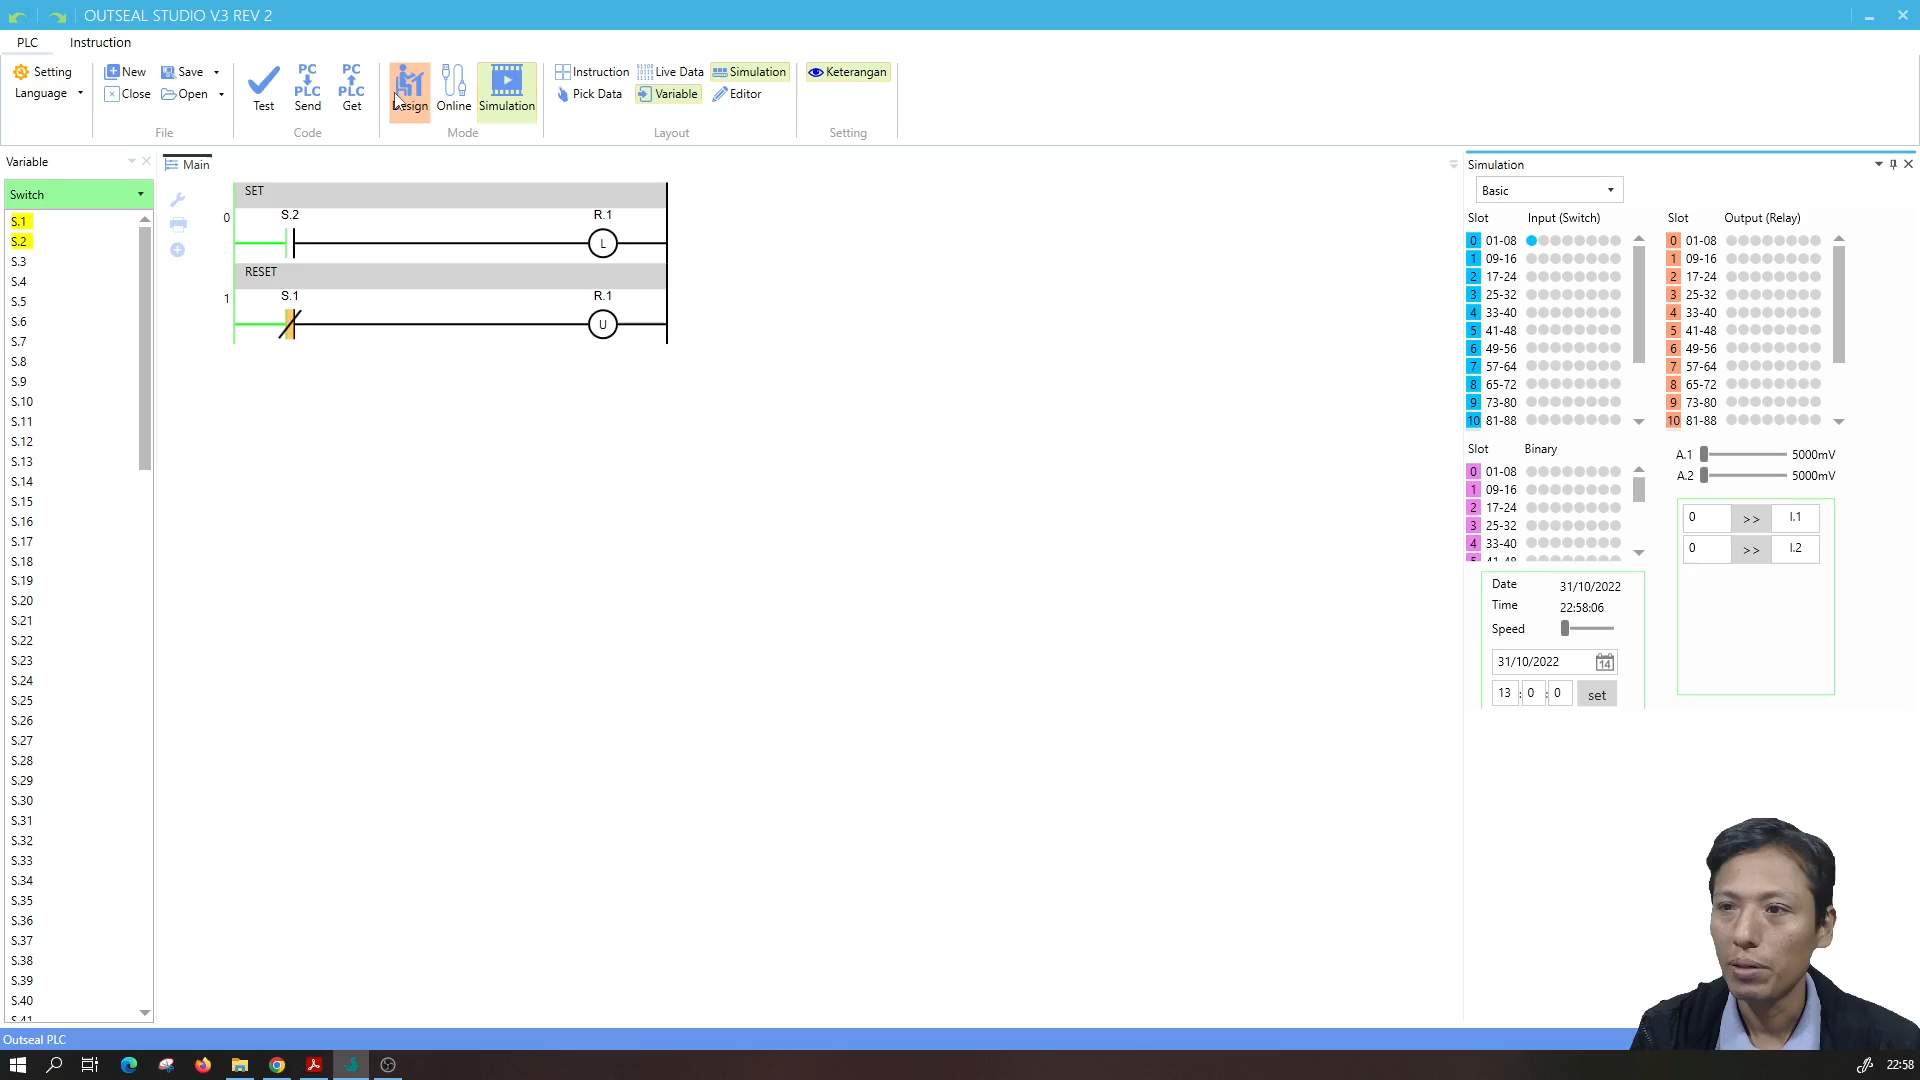 OUTSEAL STUDIO V.3 REV 2
PLC Instruction
Setting
Language
New Save
Close Open
File
Test
PC PLC Send
PC PLC Get
Code
Design
Online
Simulation
Mode
Instruction Live Data Simulation
Pick Data Variable Editor
Layout
Keterangan
Setting
Variable
Switch
S.1
S.2
S.3
S.4
S.5
S.6
S.7
S.8
S.9
S.10
S.11
S.12
S.13
S.14
S.15
S.16
S.17
S.18
S.19
S.20
S.21
S.22
S.23
S.24
S.25
S.26
S.27
S.28
S.29
S.30
S.31
S.32
S.33
S.34
S.35
S.36
S.37
S.38
S.39
S.40
S.41
Main
SET
0 S.2 R.1
L
RESET
1 S.1 R.1
U
Simulation
Basic
Slot Input (Switch)
0 01-08
1 09-16
2 17-24
3 25-32
4 33-40
5 41-48
6 49-56
7 57-64
8 65-72
9 73-80
10 81-88
Slot Output (Relay)
0 01-08
1 09-16
2 17-24
3 25-32
4 33-40
5 41-48
6 49-56
7 57-64
8 65-72
9 73-80
10 81-88
Slot Binary
0 01-08
1 09-16
2 17-24
3 25-32
4 33-40
5 41-48
A.1 5000mV
A.2 5000mV
0 >> I.1
0 >> I.2
Date 31/10/2022
Time 22:58:06
Speed
31/10/2022 14
13 : 0 : 0 set
Outseal PLC
22:58